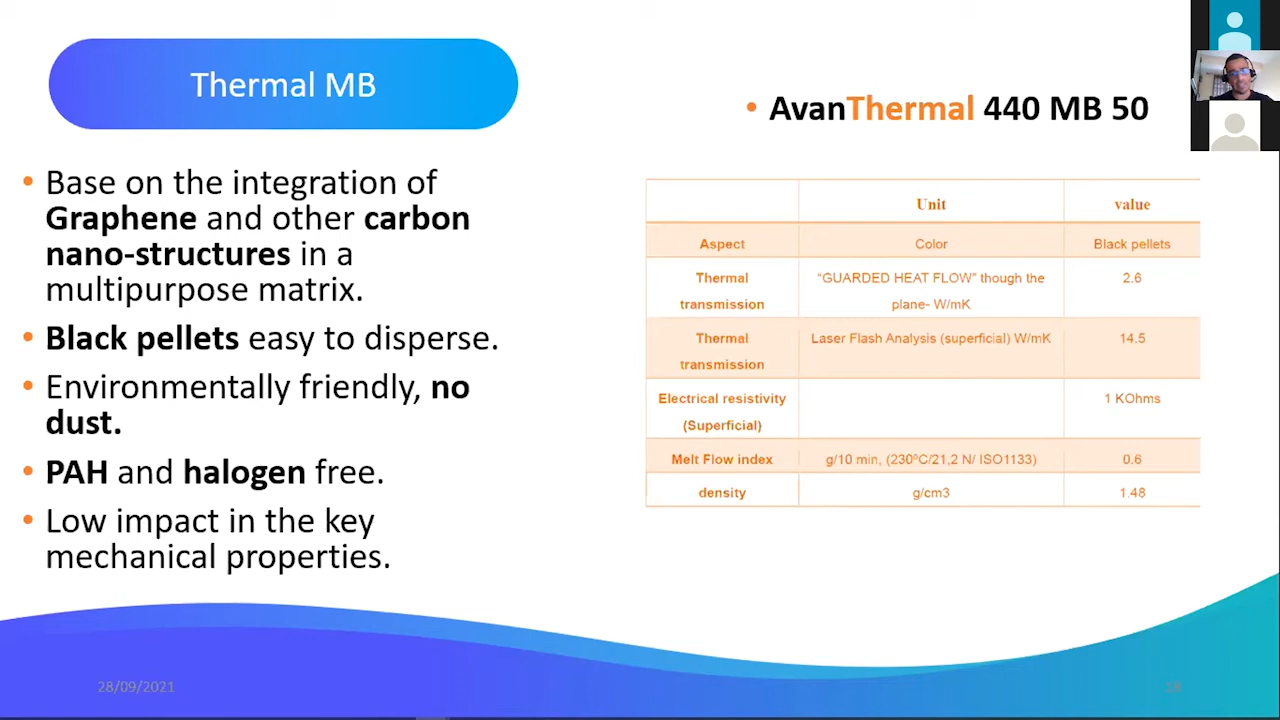 Thermal MB
• Base on the integration of
Graphene and other carbon
nano-structures in a
multipurpose matrix.
• Black pellets easy to disperse.
• Environmentally friendly, no
dust.
• PAH and halogen free.
• Low impact in the key
mechanical properties.
• AvanThermal 440 MB 50
Unit value
Aspect Color Black pellets
Thermal transmission “GUARDED HEAT FLOW” though the plane- W/mK 2.6
Thermal transmission Laser Flash Analysis (superficial) W/mK 14.5
Electrical resistivity (Superficial) 1 KOhms
Melt Flow index g/10 min, (230ºC/21,2 N/ ISO1133) 0.6
density g/cm3 1.48
28/09/2021
18